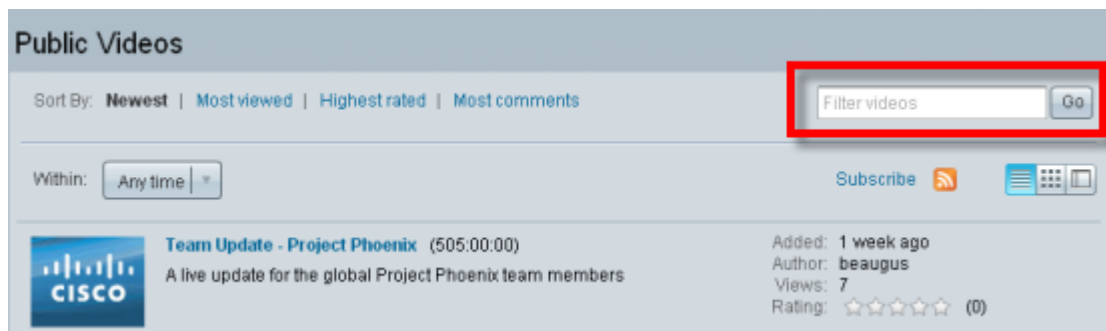 Public Videos
Sort By: Newest | Most viewed | Highest rated | Most comments
Filter videos
Go
Within: Any time
Subscribe
CISCO
Team Update - Project Phoenix (505:00:00)
A live update for the global Project Phoenix team members
Added: 1 week ago
Author: beaugus
Views: 7
Rating: (0)